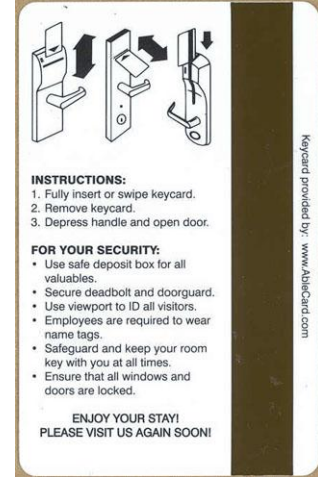 INSTRUCTIONS:
1. Fully insert or swipe keycard.
2. Remove keycard.
3. Depress handle and open door.
FOR YOUR SECURITY:
• Use safe deposit box for all
valuables.
• Secure deadbolt and doorguard.
• Use viewport to ID all visitors.
• Employees are required to wear
name tags.
• Safeguard and keep your room
key with you at all times.
• Ensure that all windows and
doors are locked.
ENJOY YOUR STAY!
PLEASE VISIT US AGAIN SOON!
Keycard provided by: www.AbleCard.com